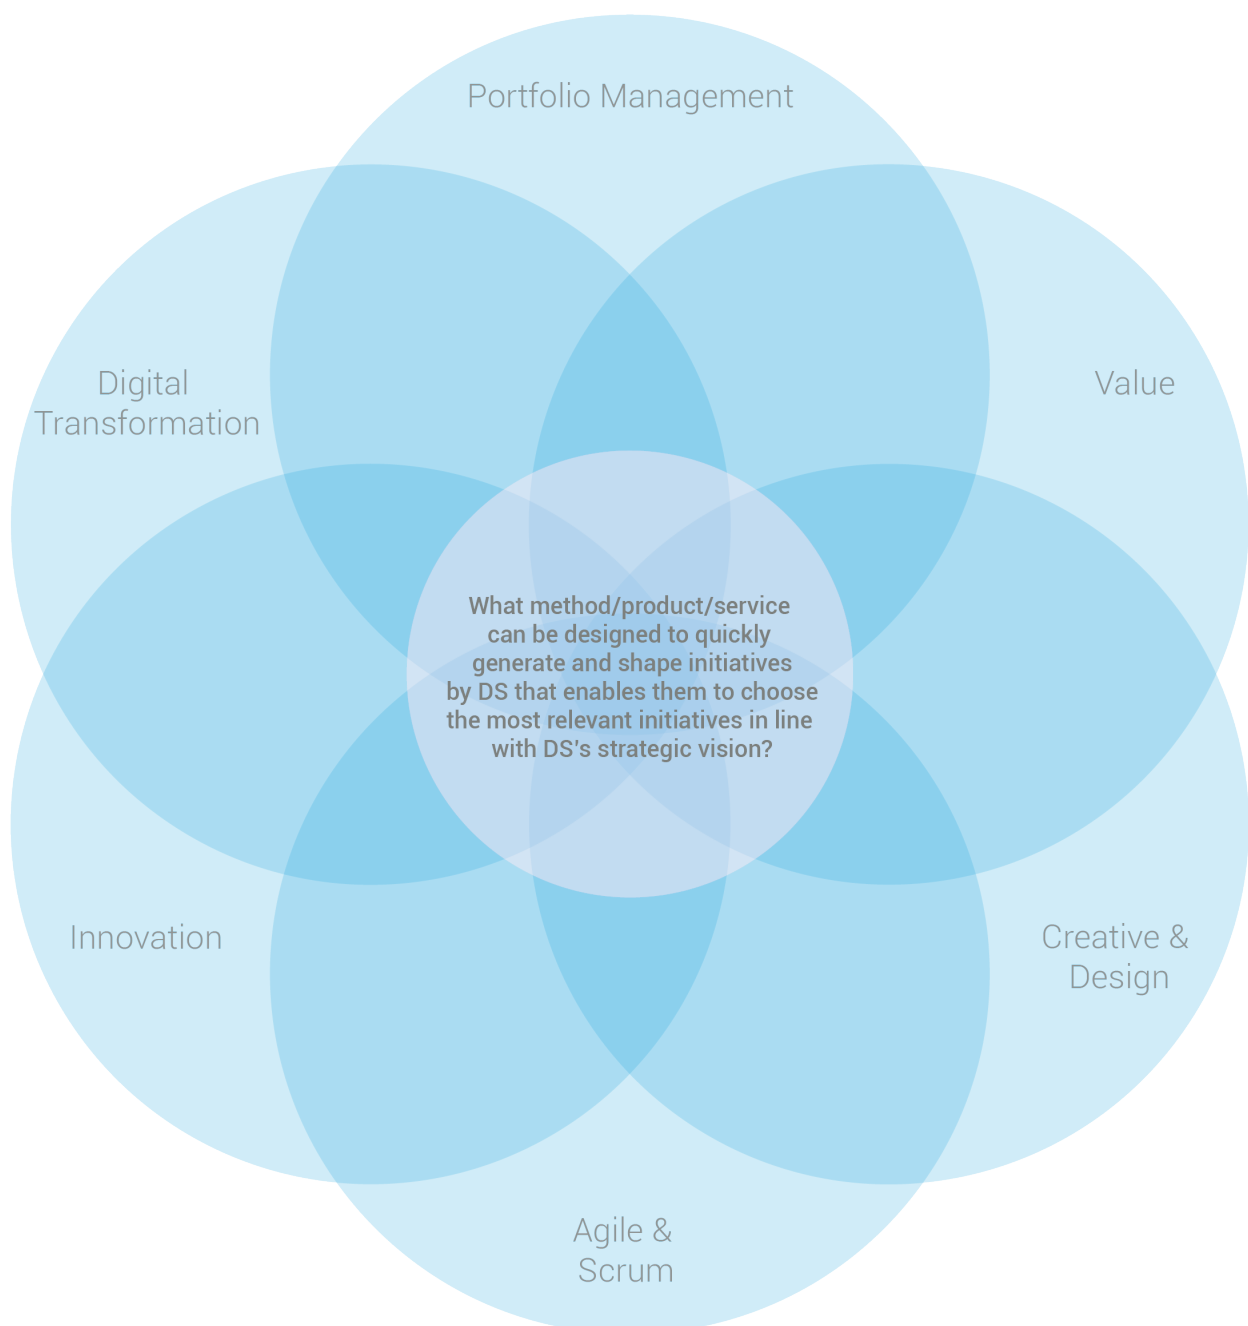 Portfolio Management
Digital
Transformation
Value
What method/product/service
can be designed to quickly
generate and shape initiatives
by DS that enables them to choose
the most relevant initiatives in line
with DS's strategic vision?
Innovation
Creative &
Design
Agile &
Scrum